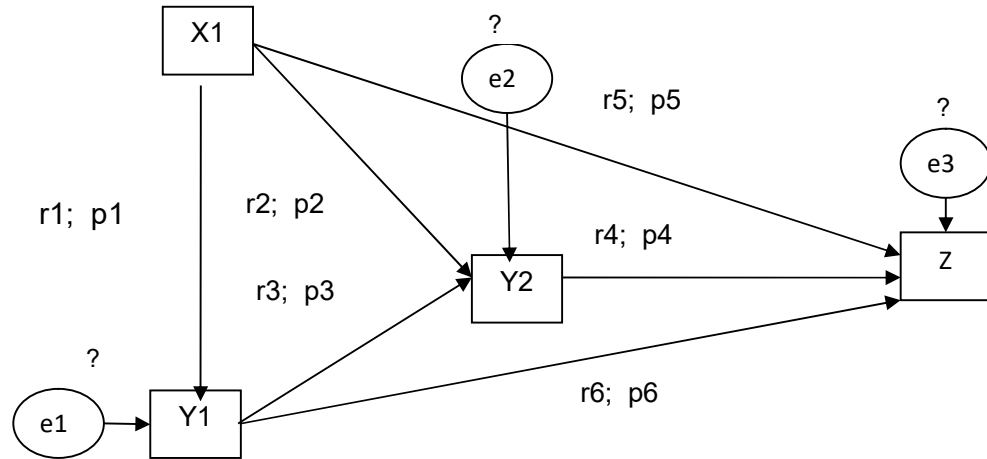 X1
?
e2
r5; p5
?
e3
r1; p1
r2; p2
r4; p4
Z
Y2
r3; p3
?
r6; p6
e1
Y1